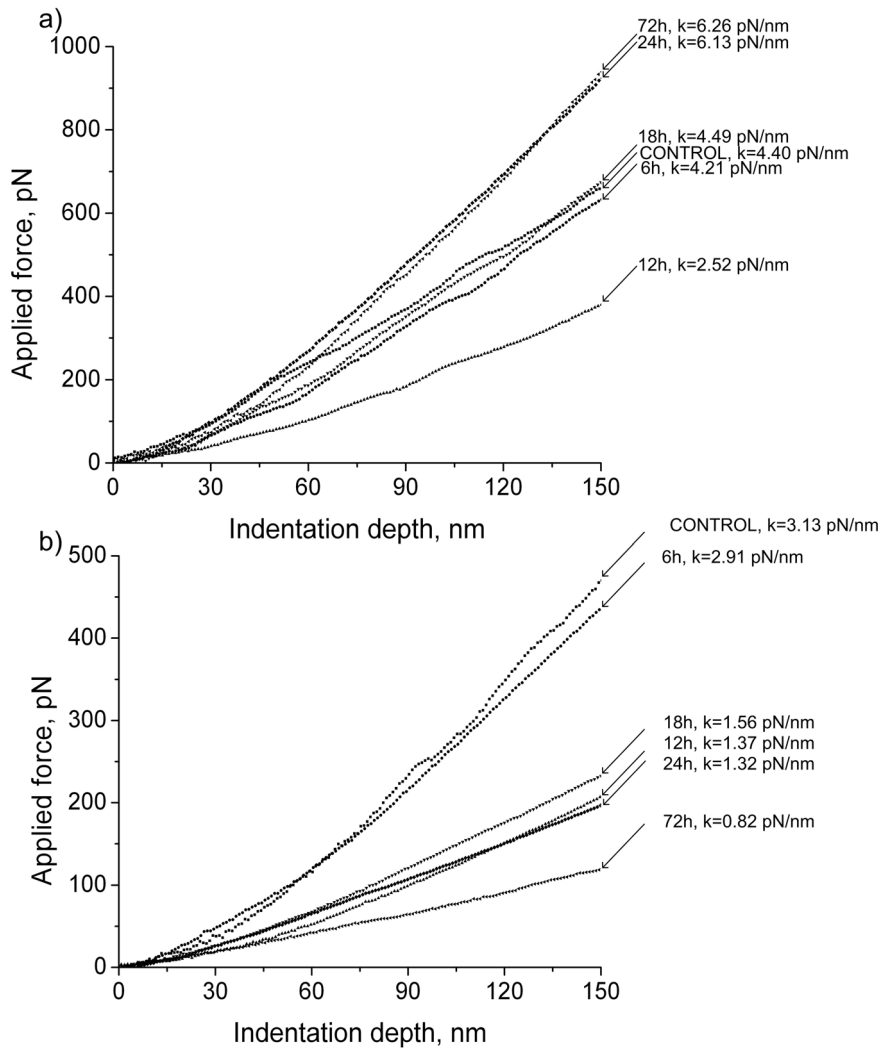 a)
72h, k=6.26 pN/nm
24h, k=6.13 pN/nm
18h, k=4.49 pN/nm
CONTROL, k=4.40 pN/nm
6h, k=4.21 pN/nm
12h, k=2.52 pN/nm
Applied force, pN
1000
800
600
400
200
0
0 30 60 90 120 150
Indentation depth, nm
b)
CONTROL, k=3.13 pN/nm
6h, k=2.91 pN/nm
18h, k=1.56 pN/nm
12h, k=1.37 pN/nm
24h, k=1.32 pN/nm
72h, k=0.82 pN/nm
Applied force, pN
500
400
300
200
100
0
0 30 60 90 120 150
Indentation depth, nm